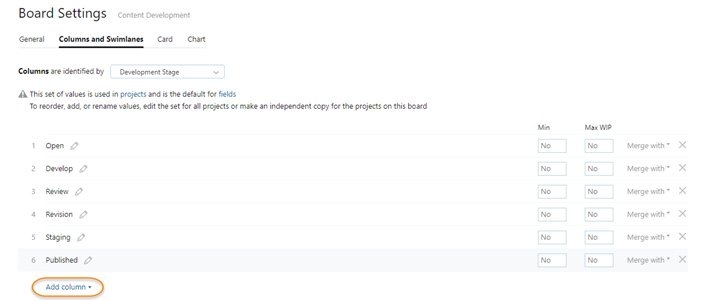 Board Settings Content Development
General Columns and Swimlanes Card Chart
Columns are identified by Development Stage
This set of values is used in projects and is the default for fields
To reorder, add, or rename values, edit the set for all projects or make an independent copy for the projects on this board
Min Max WIP
1 Open No No Merge with *
2 Develop No No Merge with *
3 Review No No Merge with *
4 Revision No No Merge with *
5 Staging No No Merge with *
6 Published No No Merge with *
Add column